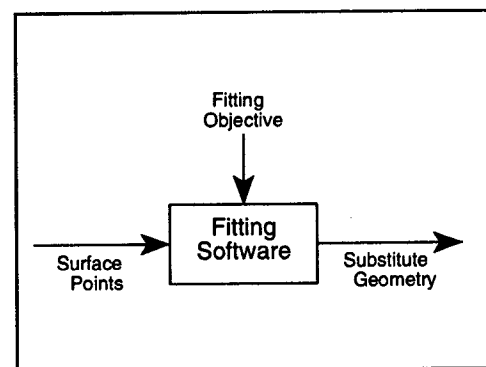 Fitting
Objective
Fitting
Software
Surface
Points
Substitute
Geometry